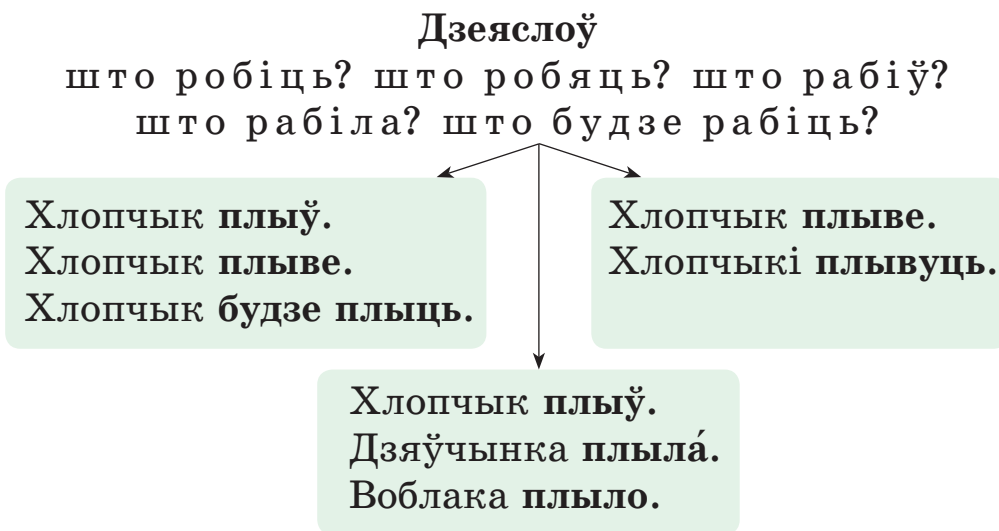 Дзеяслоў
што робіць? што робяць? што рабіў?
што рабіла? што будзе рабіць?
Хлопчык плыў.
Хлопчык плыве.
Хлопчык будзе плыць.
Хлопчык плыве.
Хлопчыкі плывуць.
Хлопчык плыў.
Дзяўчынка плыла́.
Воблака плыло.